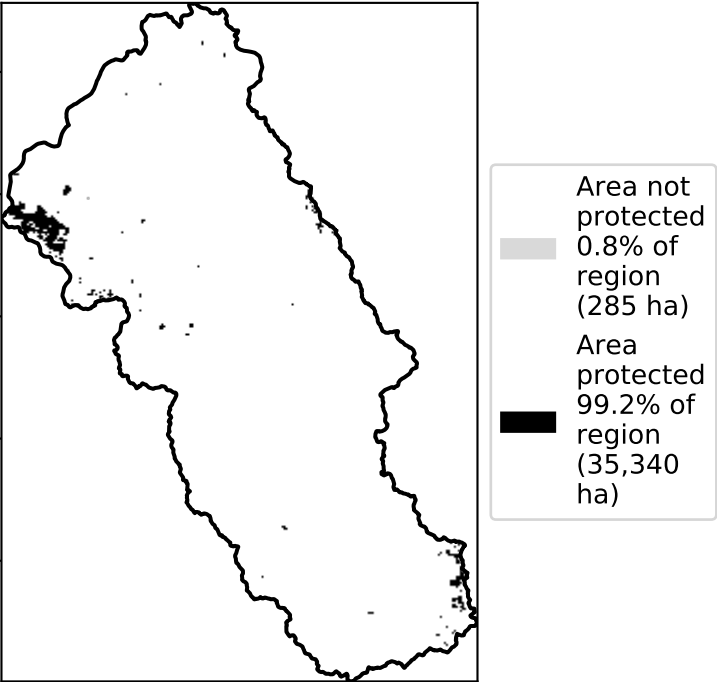 Area not
protected
0.8% of
region
(285 ha)
Area
protected
99.2% of
region
(35,340
ha)